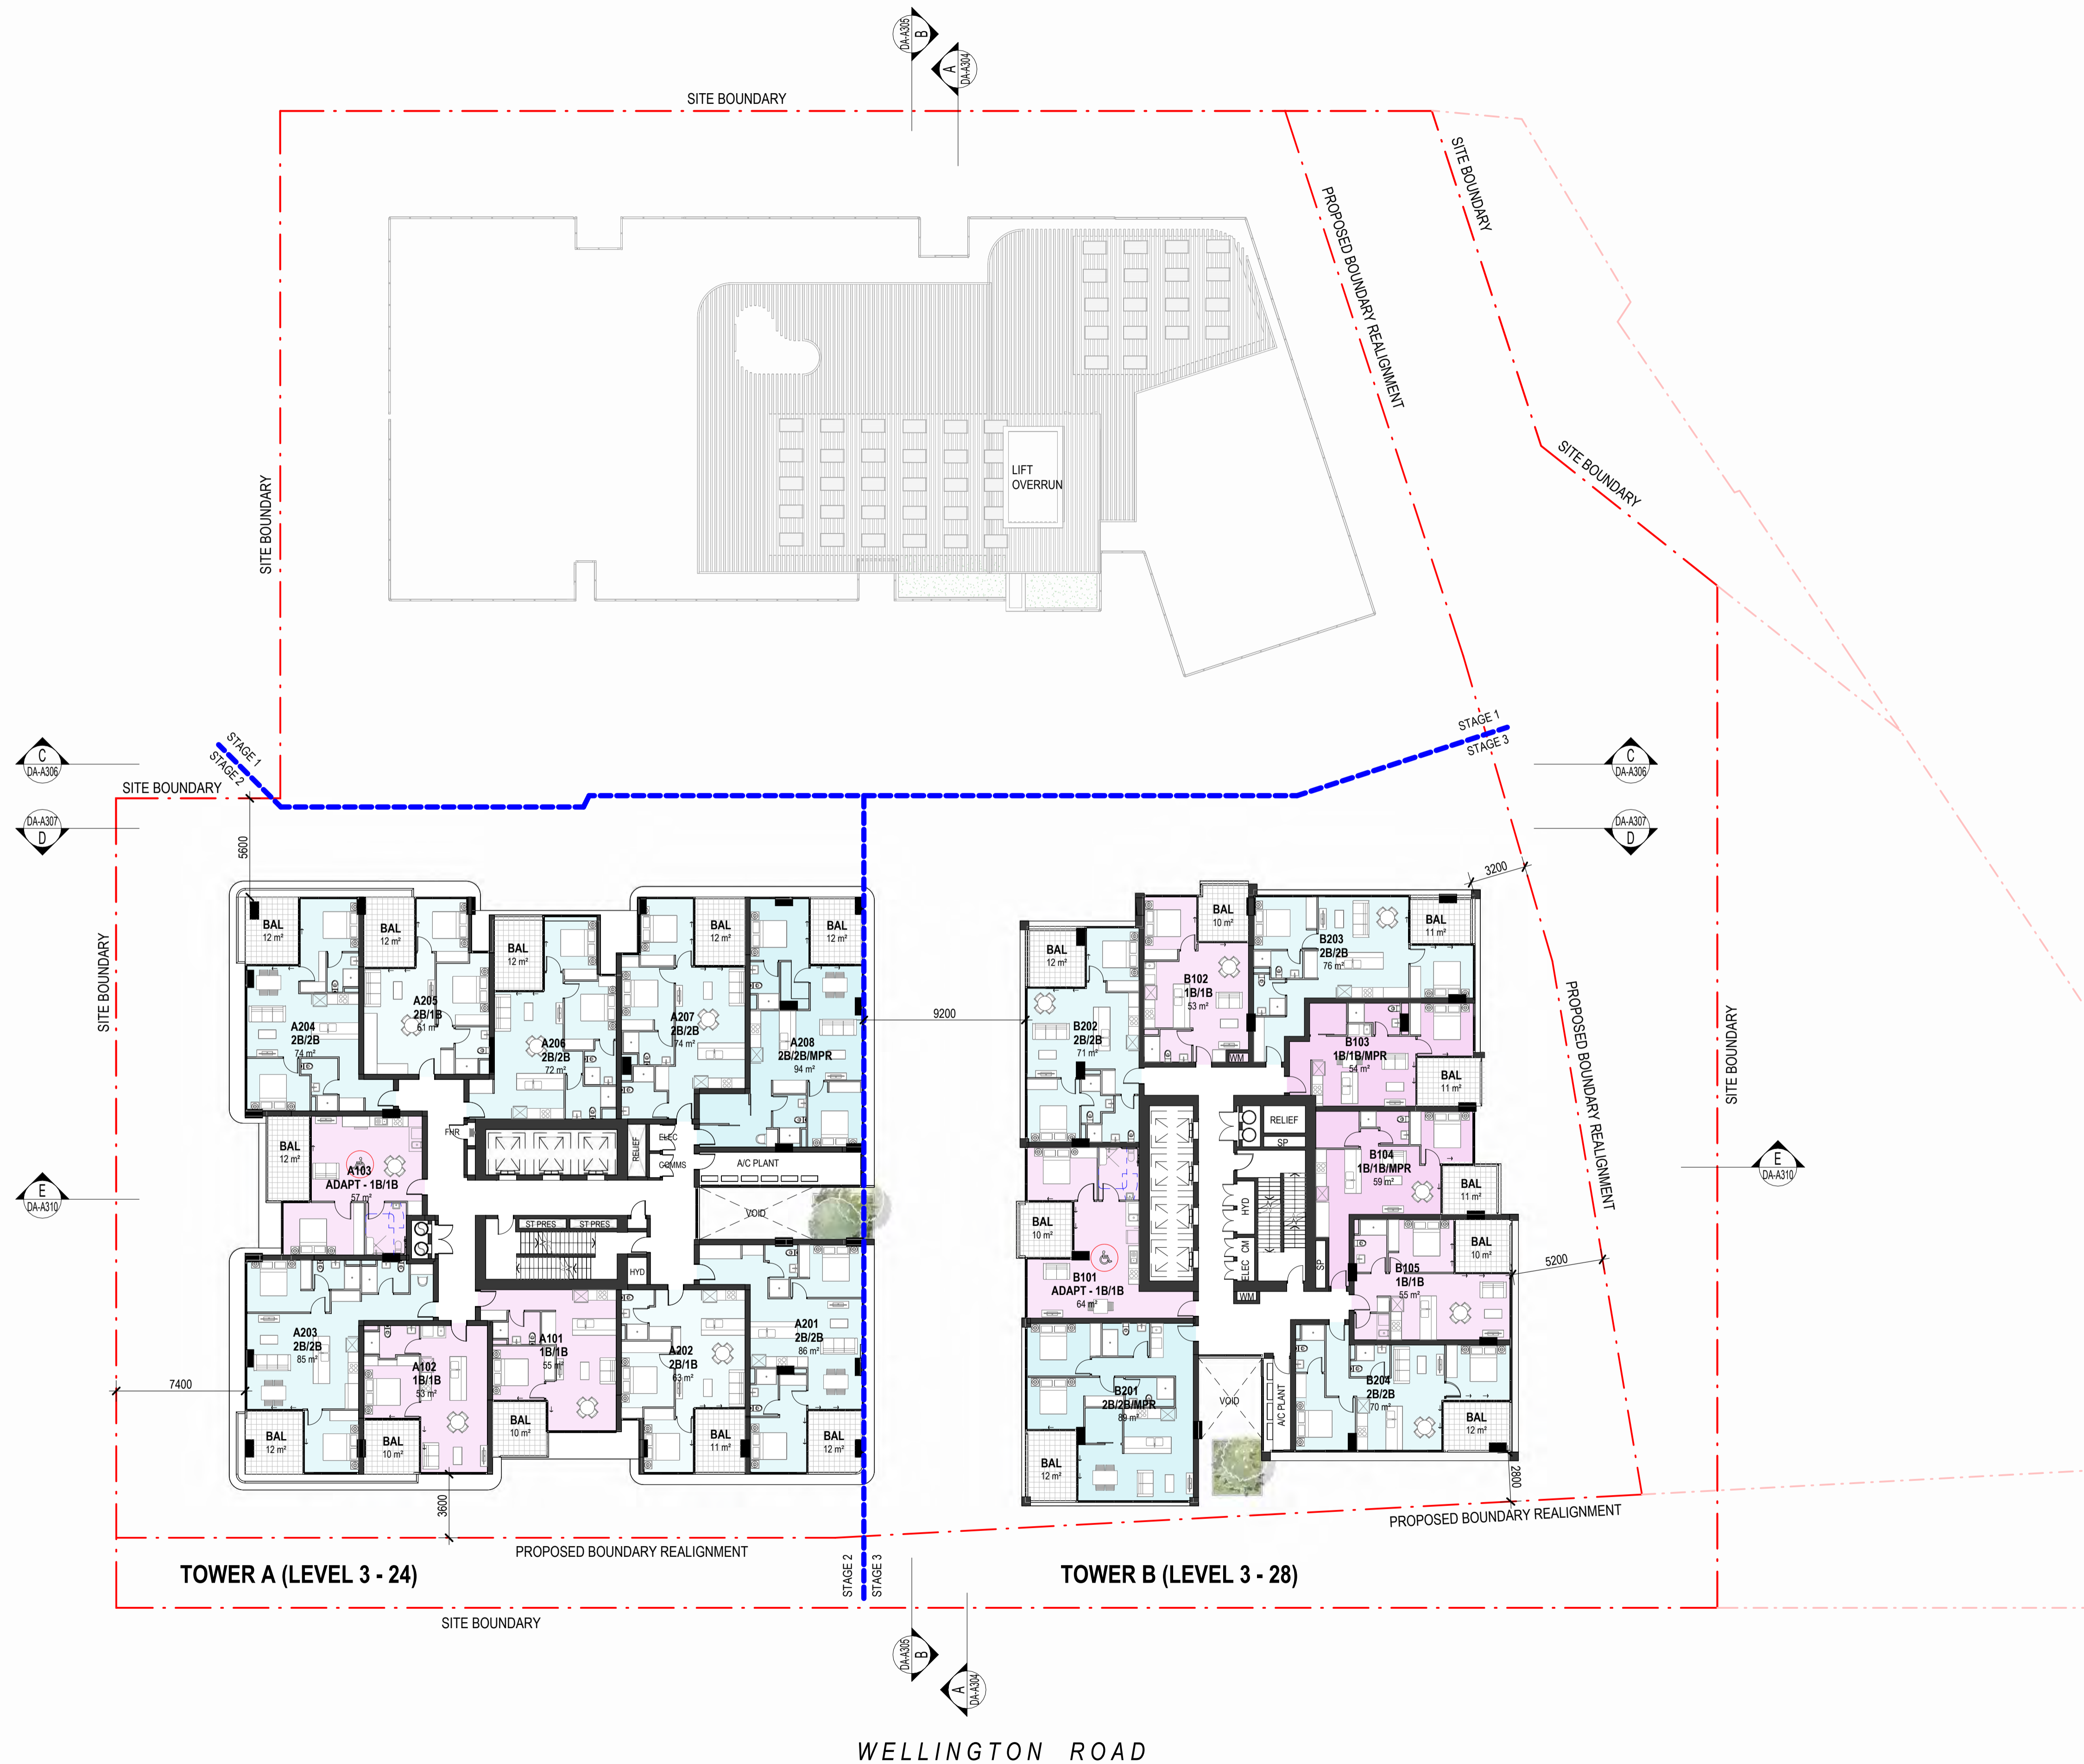 DA-A305
B
A
DA-A304
SITE BOUNDARY
SITE BOUNDARY
PROPOSED BOUNDARY REALIGNMENT
SITE BOUNDARY
SITE BOUNDARY
LIFT
OVERRUN
STAGE 1
STAGE 2
STAGE 1
STAGE 3
C
DA-A306
C
DA-A306
SITE BOUNDARY
DA-A307
D
DA-A307
D
5600
3200
SITE BOUNDARY
BAL
12 m²
BAL
12 m²
BAL
12 m²
BAL
12 m²
BAL
12 m²
A204
2B/2B
74 m²
A205
2B/1B
61 m²
A206
2B/2B
72 m²
A207
2B/2B
74 m²
A208
2B/2B/MPR
94 m²
9200
BAL
12 m²
BAL
10 m²
B203
2B/2B
76 m²
BAL
11 m²
B102
1B/1B
53 m²
B202
2B/2B
71 m²
WM
B103
1B/1B/MPR
54 m²
BAL
11 m²
PROPOSED BOUNDARY REALIGNMENT
SITE BOUNDARY
FHR
RELIEF
ELEC
COMMS
A/C PLANT
BAL
12 m²
A103
ADAPT - 1B/1B
57 m²
VOID
ST PRES
ST PRES
HYD
RELIEF
SP
B104
1B/1B/MPR
59 m²
BAL
11 m²
HYD
ELEC CM
SP
WM
BAL
10 m²
B101
ADAPT - 1B/1B
64 m²
BAL
10 m²
B105
1B/1B
55 m²
5200
E
DA-A310
E
DA-A310
A203
2B/2B
85 m²
A102
1B/1B
53 m²
A101
1B/1B
55 m²
A202
2B/1B
63 m²
A201
2B/2B
86 m²
7400
BAL
12 m²
BAL
10 m²
BAL
10 m²
BAL
11 m²
BAL
12 m²
B201
2B/2B/MPR
89 m²
BAL
12 m²
VOID
A/C PLANT
B204
2B/2B
70 m²
BAL
12 m²
3600
2800
PROPOSED BOUNDARY REALIGNMENT
PROPOSED BOUNDARY REALIGNMENT
TOWER A (LEVEL 3 - 24)
STAGE 2
STAGE 3
TOWER B (LEVEL 3 - 28)
SITE BOUNDARY
DA-A305
B
A
DA-A304
WELLINGTON ROAD